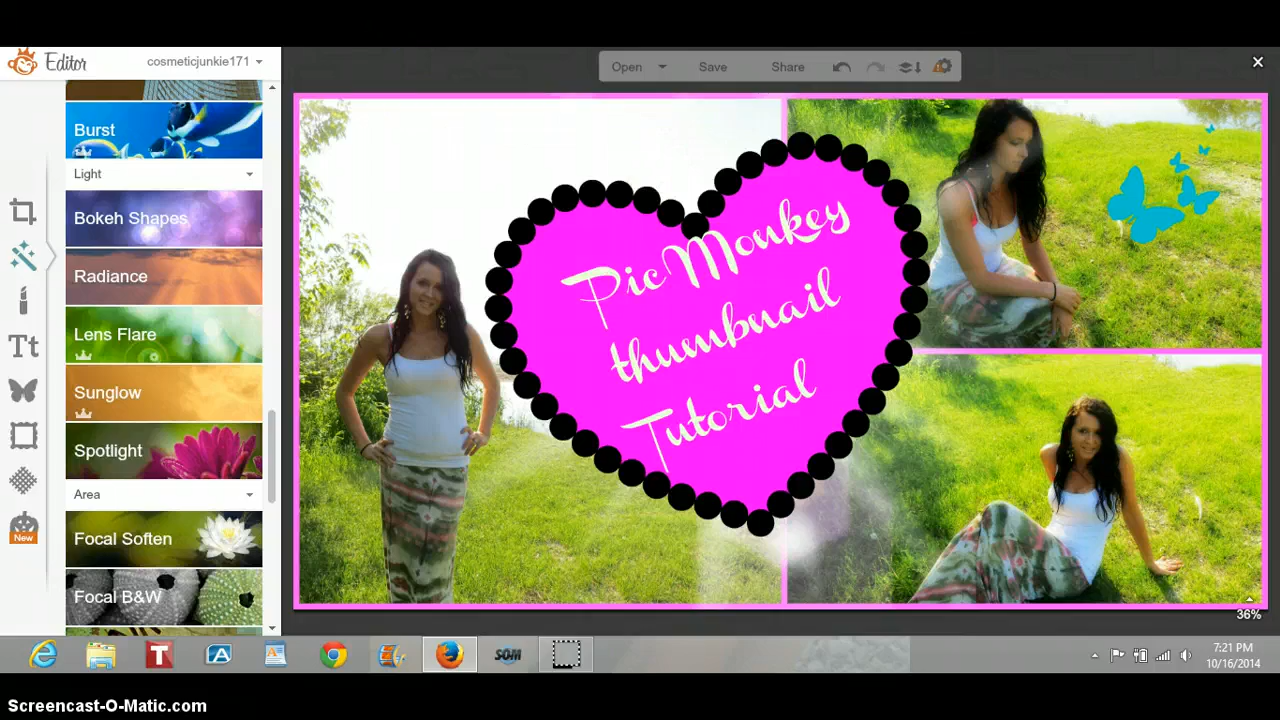 Editor
cosmeticjunkie171
Open
Save
Share
Burst
Light
Bokeh Shapes
Radiance
Lens Flare
Sunglow
Spotlight
Area
Focal Soften
Focal B&W
New
PicMonkey
thumbnail
Tutorial
36%
T
A
SOM
7:21 PM
10/16/2014
Screencast-O-Matic.com